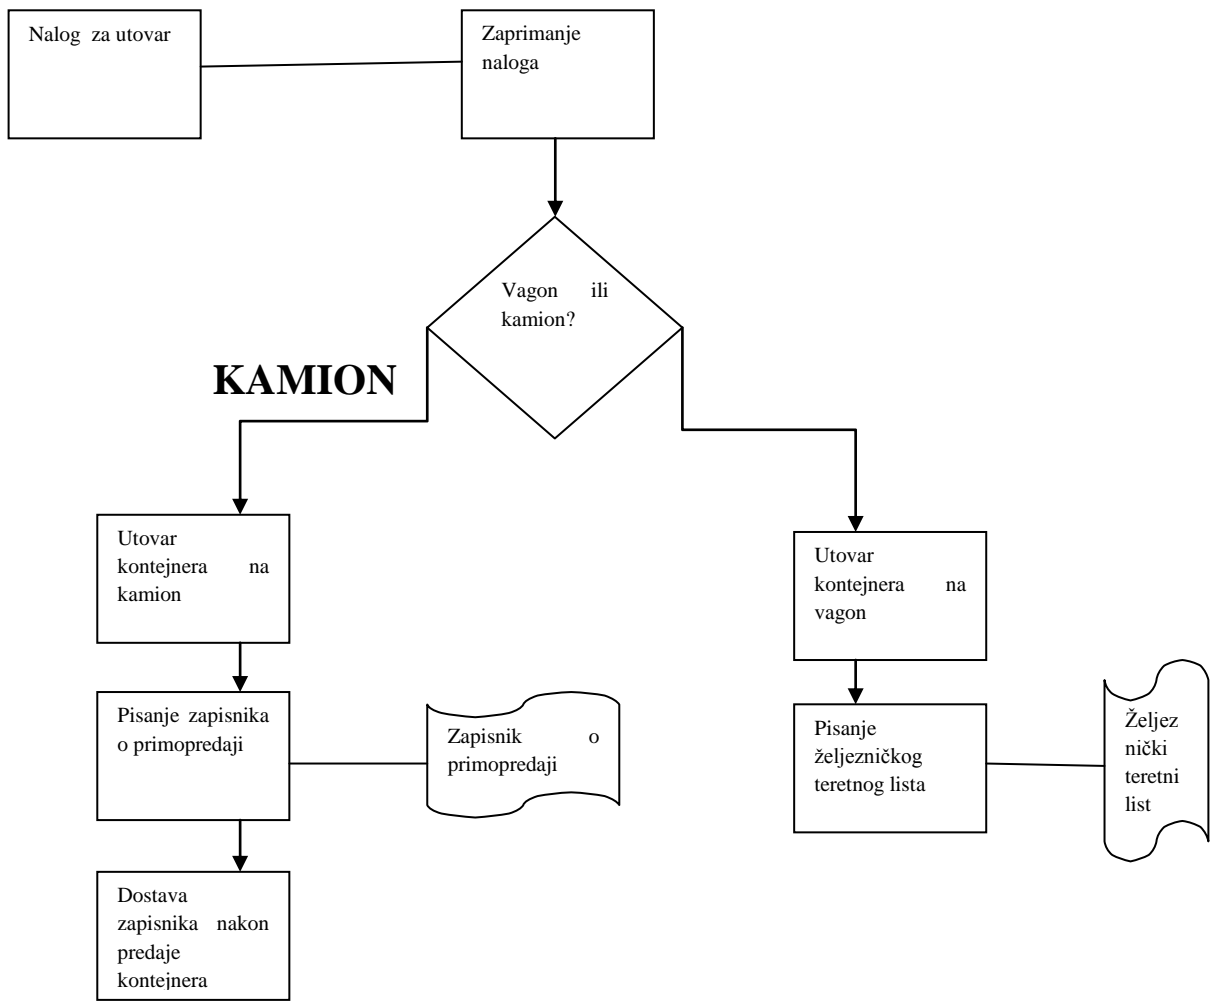 Nalog za utovar
Zaprimanje
naloga
Vagon ili
kamion?
KAMION
Utovar
kontejnera na
kamion
Utovar
kontejnera na
vagon
Pisanje zapisnika
o primopredaji
Zapisnik o
primopredaji
Pisanje
željezničkog
teretnog lista
Željez
nički
teretni
list
Dostava
zapisnika nakon
predaje
kontejnera